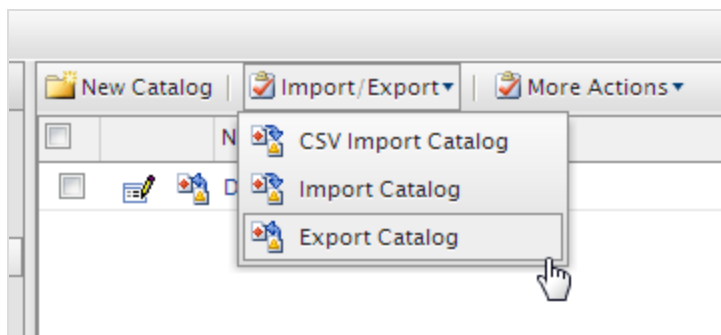 New Catalog | Import/Export | More Actions
N
CSV Import Catalog
D
Import Catalog
Export Catalog